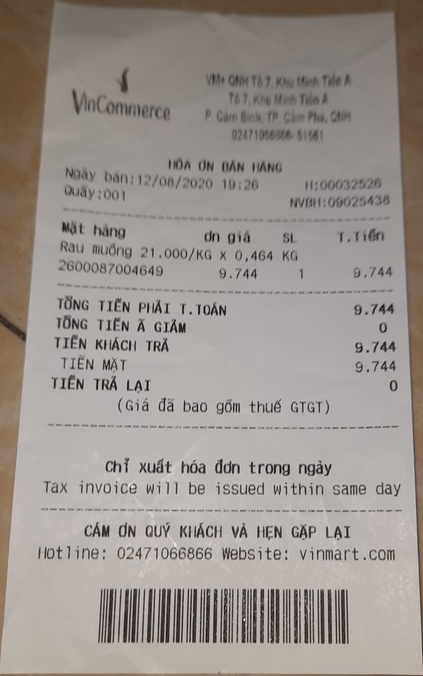 VinCommerce
VM+ QNH Tổ 7, Khu Minh Tiến A
Tổ 7, Khu Minh Tiến A
P. Cẩm Bình, TP. Cẩm Phả, QNH
02471066866- 51561
HÓA ƠN BÁN HÀNG
Ngày bán:12/08/2020 19:26 H:00032526
Quầy:001 NVBH:09025438
Mặt hàng ơn giá SL T.Tiền
Rau muống 21.000/KG X 0,464 KG
2600087004649 9.744 1 9.744
TỔNG TIỀN PHẢI T.TOÁN 9.744
TỔNG TIỀN Ã GIẢM 0
TIỀN KHÁCH TRẢ 9.744
TIỀN MẶT 9.744
TIỀN TRẢ LẠI 0
(Giá đã bao gồm thuế GTGT)
Chỉ xuất hóa đơn trong ngày
Tax invoice will be issued within same day
CẢM ƠN QUÝ KHÁCH VÀ HẸN GẶP LẠI
Hotline: 02471066866 Website: vinmart.com